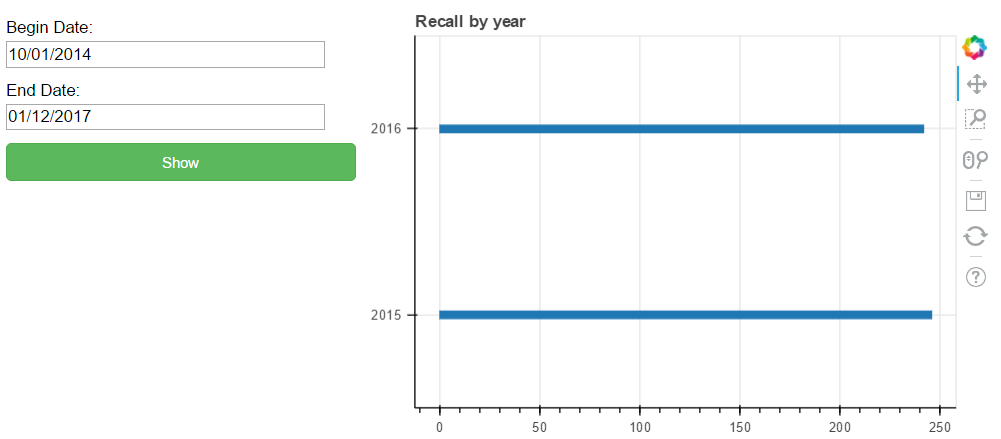 Begin Date:
10/01/2014
End Date:
01/12/2017
Show
Recall by year
2016
2015
0 50 100 150 200 250
?